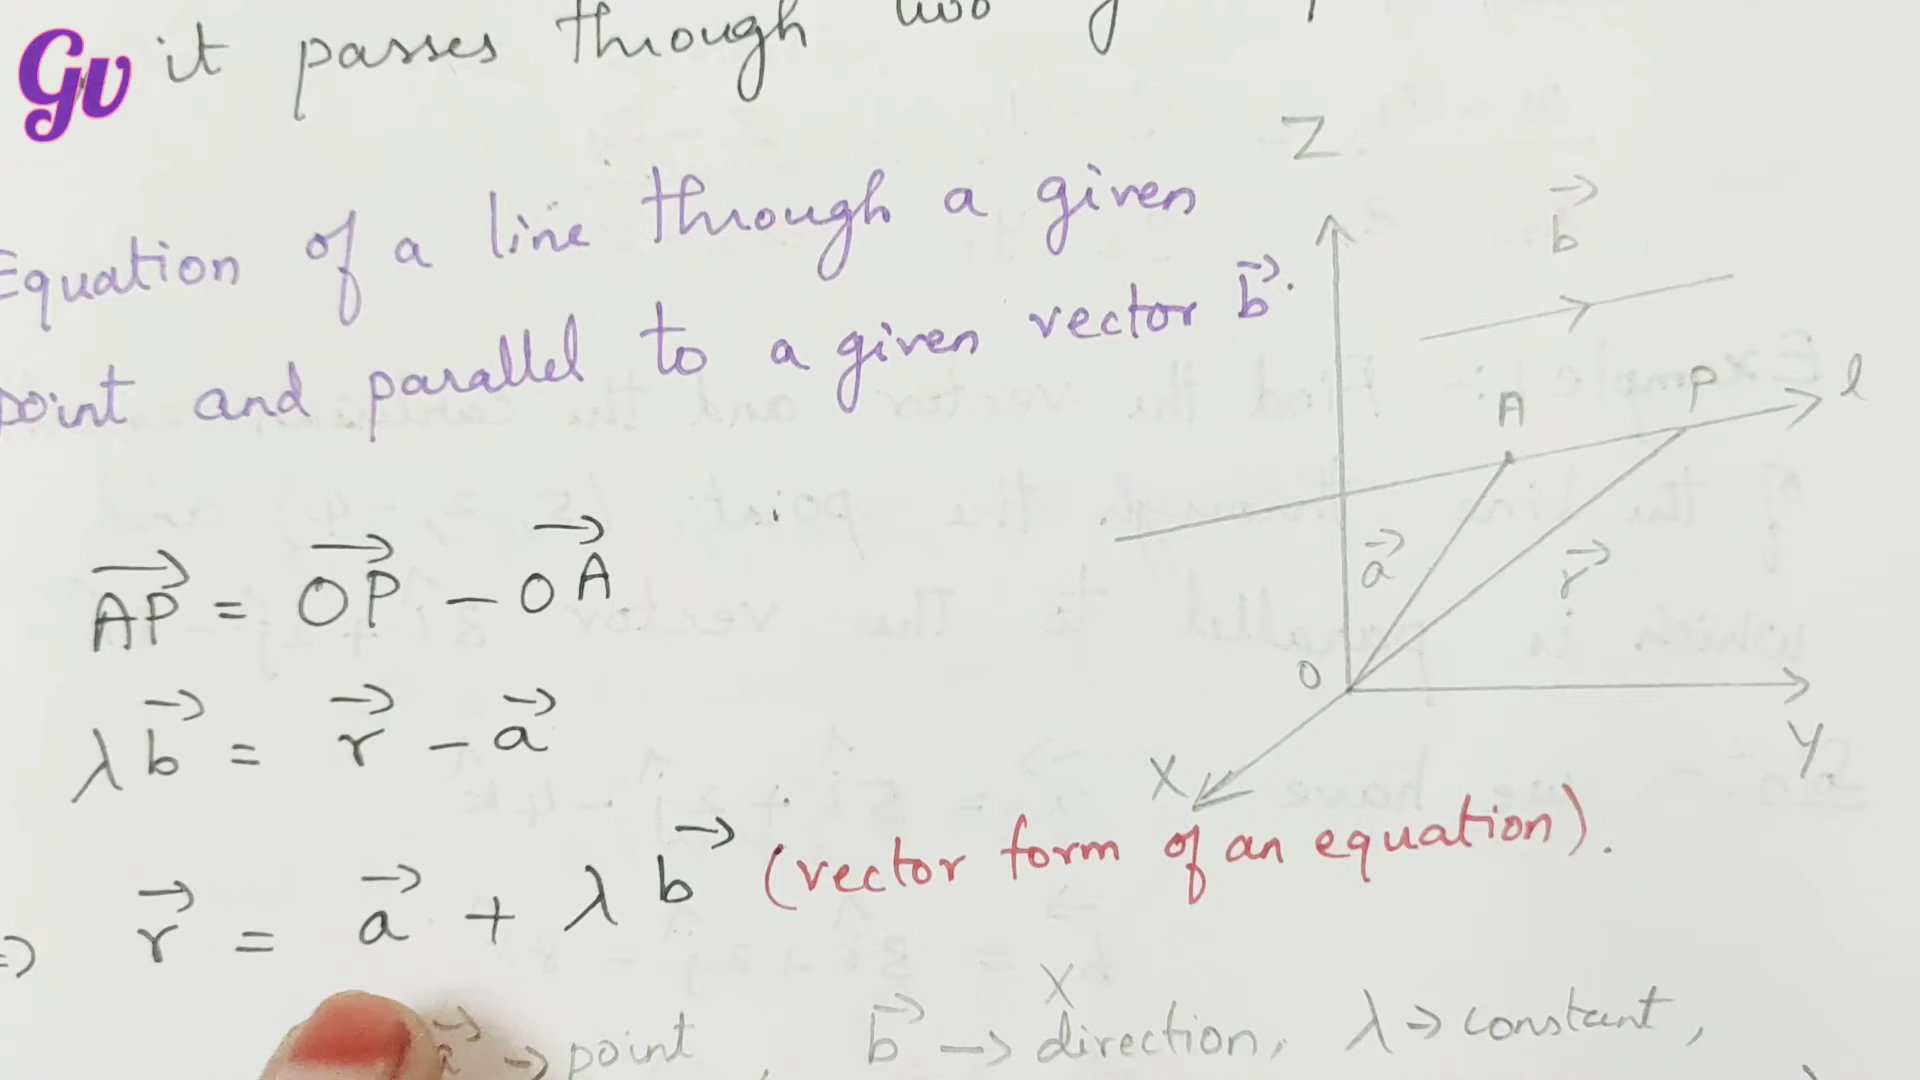 Gv
it passes through two
Equation of a line through a given
point and parallel to a given vector b⃗.
AP⃗ = OP⃗ - OA⃗
λb⃗ = r⃗ - a⃗
⇒ r⃗ = a⃗ + λb⃗ (vector form of an equation).
→ point, b⃗ → direction, λ → constant,
X
Z
b⃗
A
P
l
a⃗
r⃗
O
X
Y